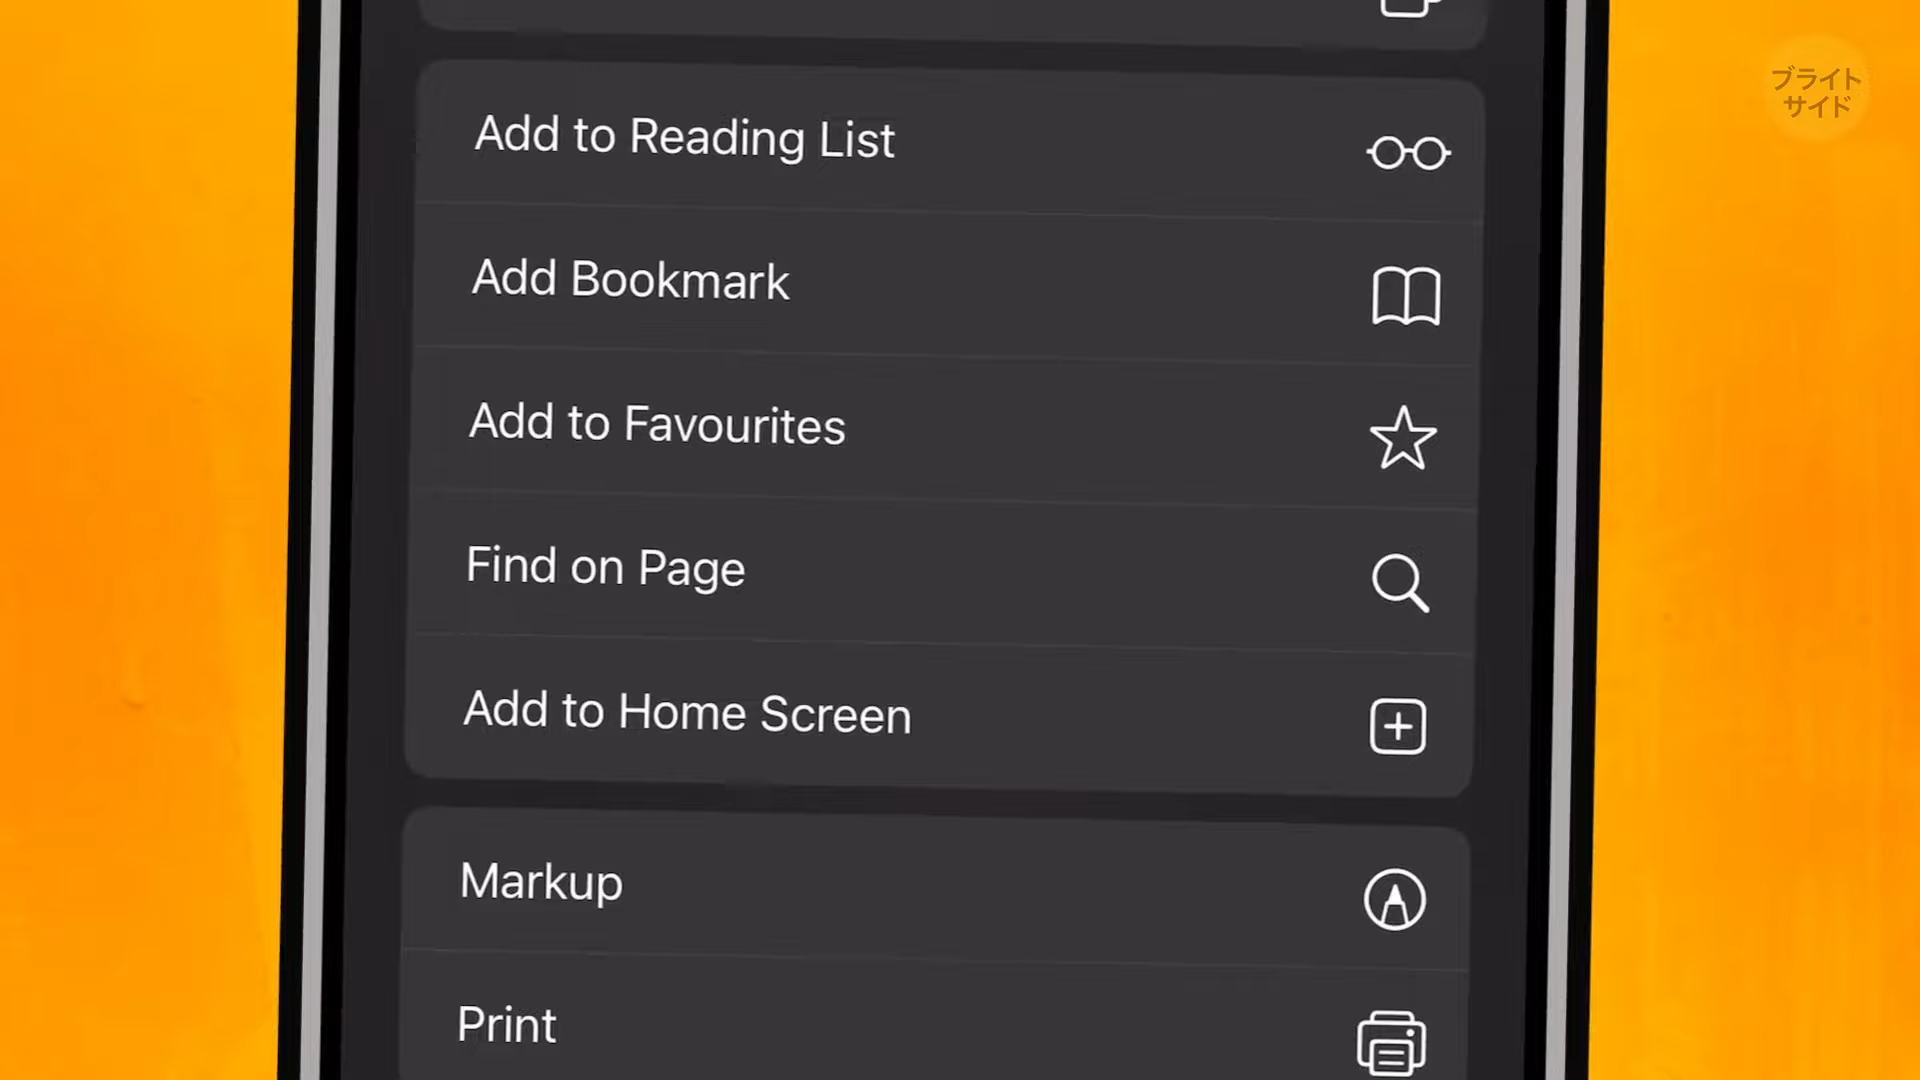 ブライト
サイド
Add to Reading List
Add Bookmark
Add to Favourites
Find on Page
Add to Home Screen
Markup
Print